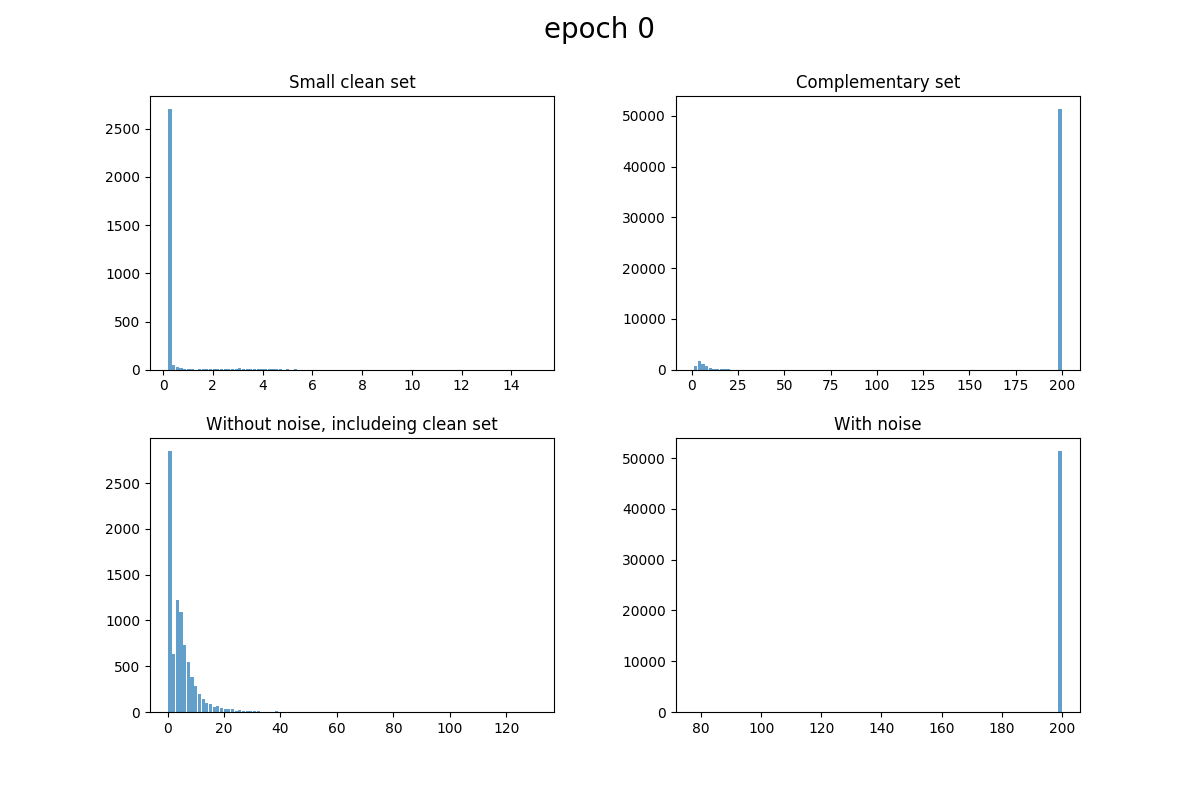 epoch 0
Small clean set
2500
2000
1500
1000
500
0
0 2 4 6 8 10 12 14
Complementary set
50000
40000
30000
20000
10000
0
0 25 50 75 100 125 150 175 200
Without noise, includeing clean set
2500
2000
1500
1000
500
0
0 20 40 60 80 100 120
With noise
50000
40000
30000
20000
10000
0
80 100 120 140 160 180 200